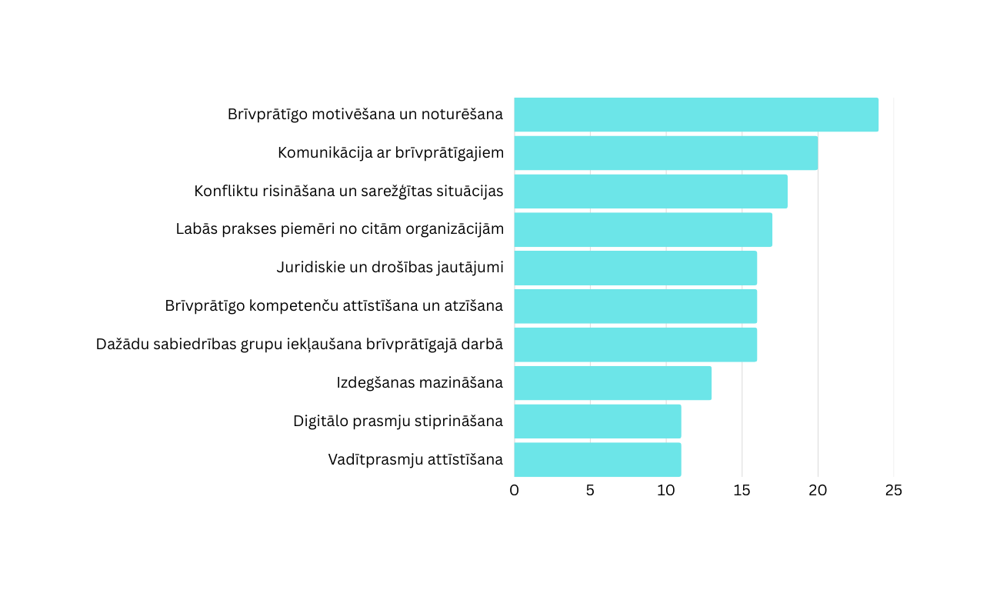 Brīvprātīgo motivēšana un noturēšana
Komunikācija ar brīvprātīgajiem
Konfliktu risināšana un sarežģītas situācijas
Labās prakses piemēri no citām organizācijām
Juridiskie un drošības jautājumi
Brīvprātīgo kompetenču attīstīšana un atzīšana
Dažādu sabiedrības grupu iekļaušana brīvprātīgajā darbā
Izdegšanas mazināšana
Digitālo prasmju stiprināšana
Vadītprasmju attīstīšana
0 5 10 15 20 25